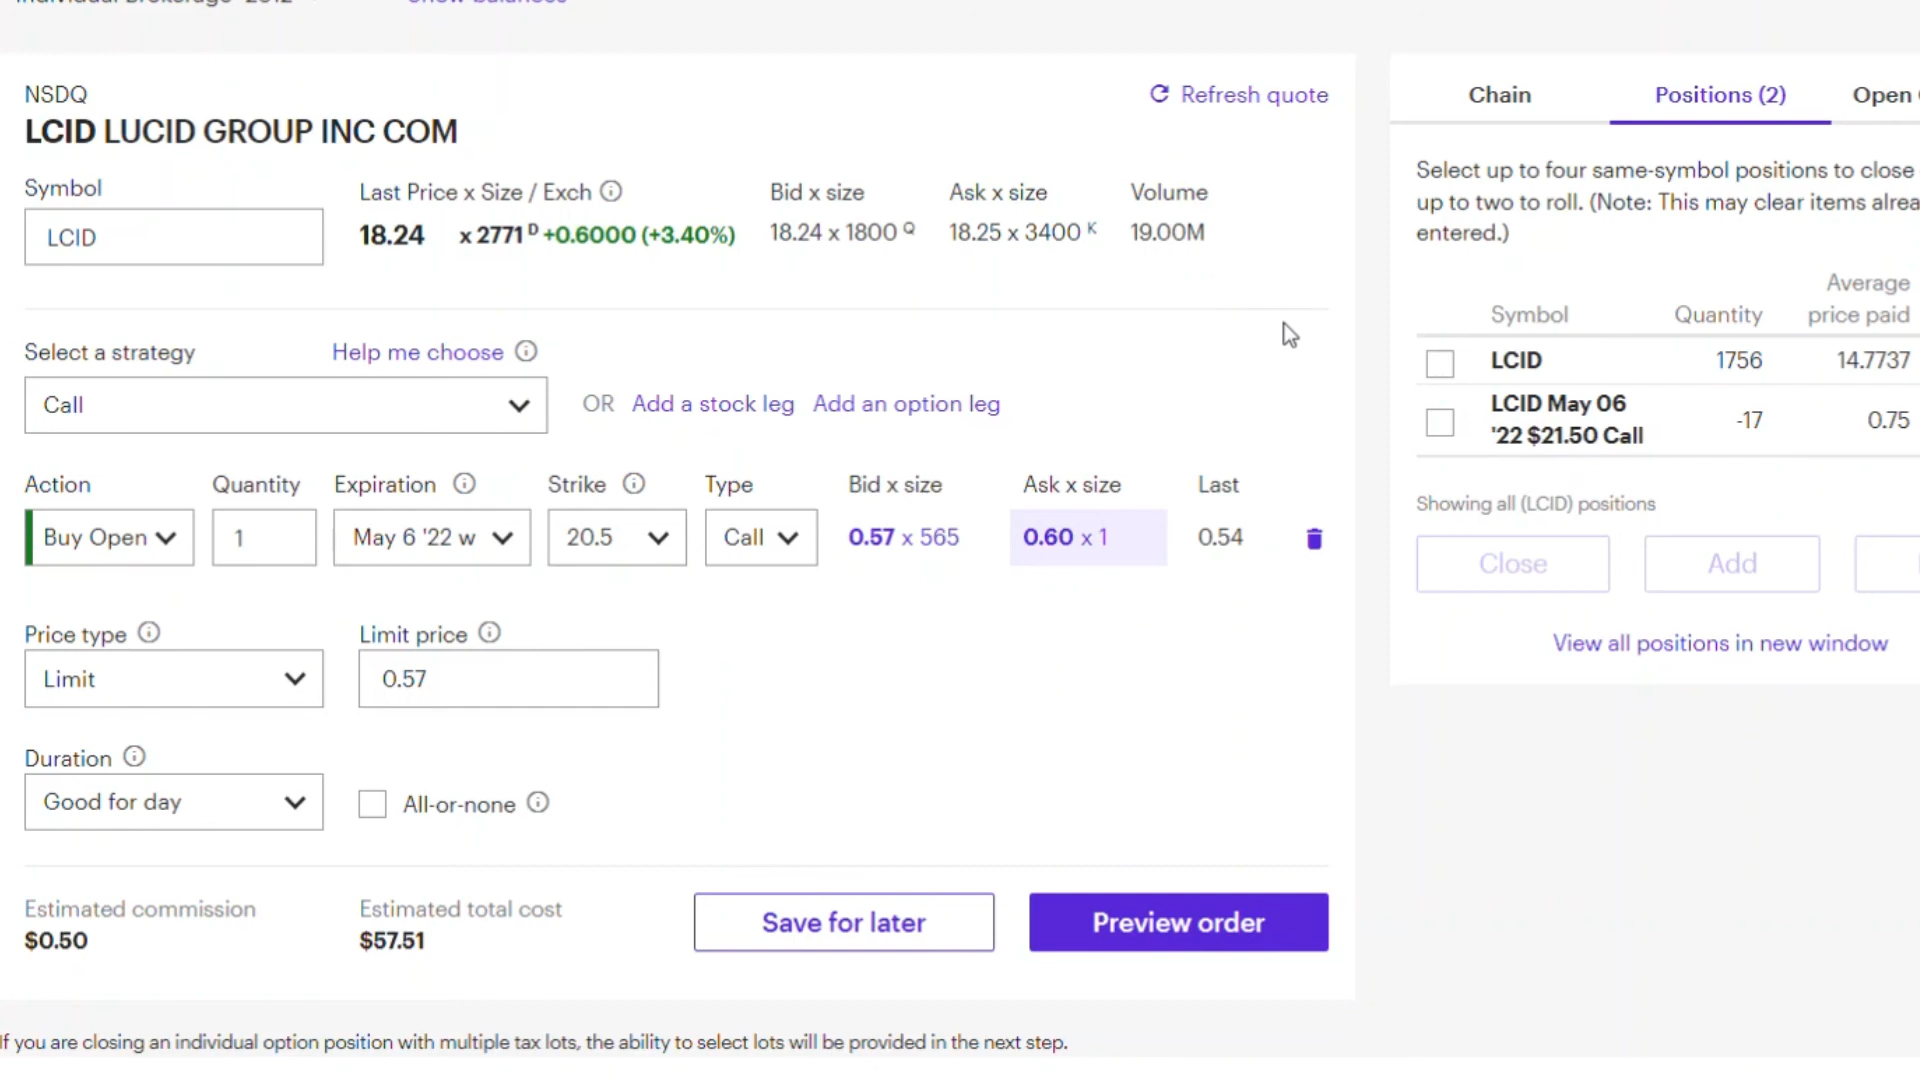 Individual Brokerage -2012
Show balances
NSDQ
Refresh quote
LCID LUCID GROUP INC COM
Symbol
LCID
Last Price x Size / Exch
18.24 x 2771 D +0.6000 (+3.40%)
Bid x size
18.24 x 1800 Q
Ask x size
18.25 x 3400 K
Volume
19.00M
Select a strategy
Help me choose
Call
OR Add a stock leg Add an option leg
Action Quantity Expiration Strike Type Bid x size Ask x size Last
Buy Open 1 May 6 '22 w 20.5 Call 0.57 x 565 0.60 x 1 0.54
Price type
Limit
Limit price
0.57
Duration
Good for day
All-or-none
Estimated commission
$0.50
Estimated total cost
$57.51
Save for later
Preview order
If you are closing an individual option position with multiple tax lots, the ability to select lots will be provided in the next step.
Chain Positions (2) Open
Select up to four same-symbol positions to close
up to two to roll. (Note: This may clear items alrea
entered.)
Symbol Quantity Average
price paid
LCID 1756 14.7737
LCID May 06
'22 $21.50 Call -17 0.75
Showing all (LCID) positions
Close Add
View all positions in new window